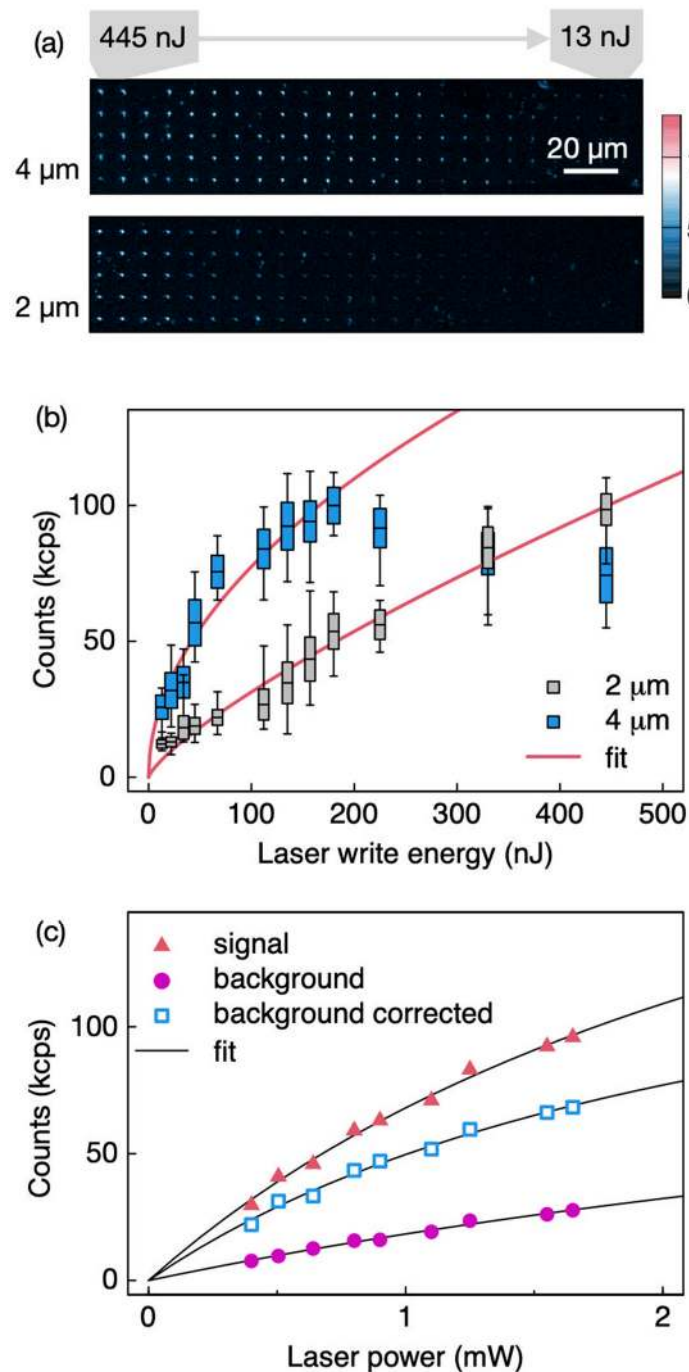 (a)
445 nJ
13 nJ
4 µm
20 µm
2 µm
(b)
Counts (kcps)
100
50
0
2 µm
4 µm
fit
0 100 200 300 400 500
Laser write energy (nJ)
(c)
signal
background
background corrected
fit
Counts (kcps)
100
50
0
0 1 2
Laser power (mW)